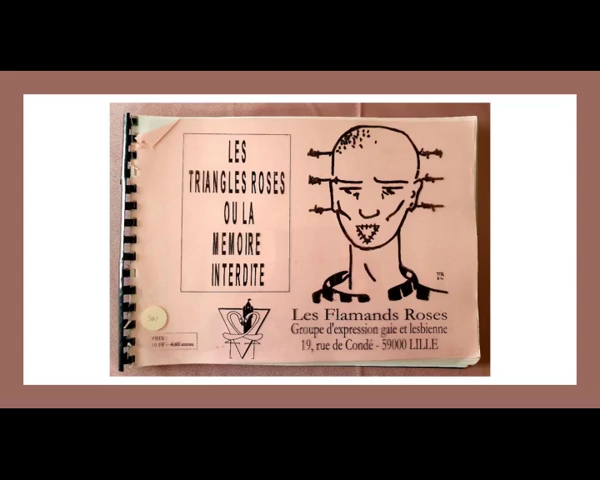 LES
TRIANGLES ROSES
OU LA
MEMOIRE
INTERDITE
Les Flamands Roses
Groupe d'expression gaie et lesbienne
19, rue de Condé - 59000 LILLE
PRIX :